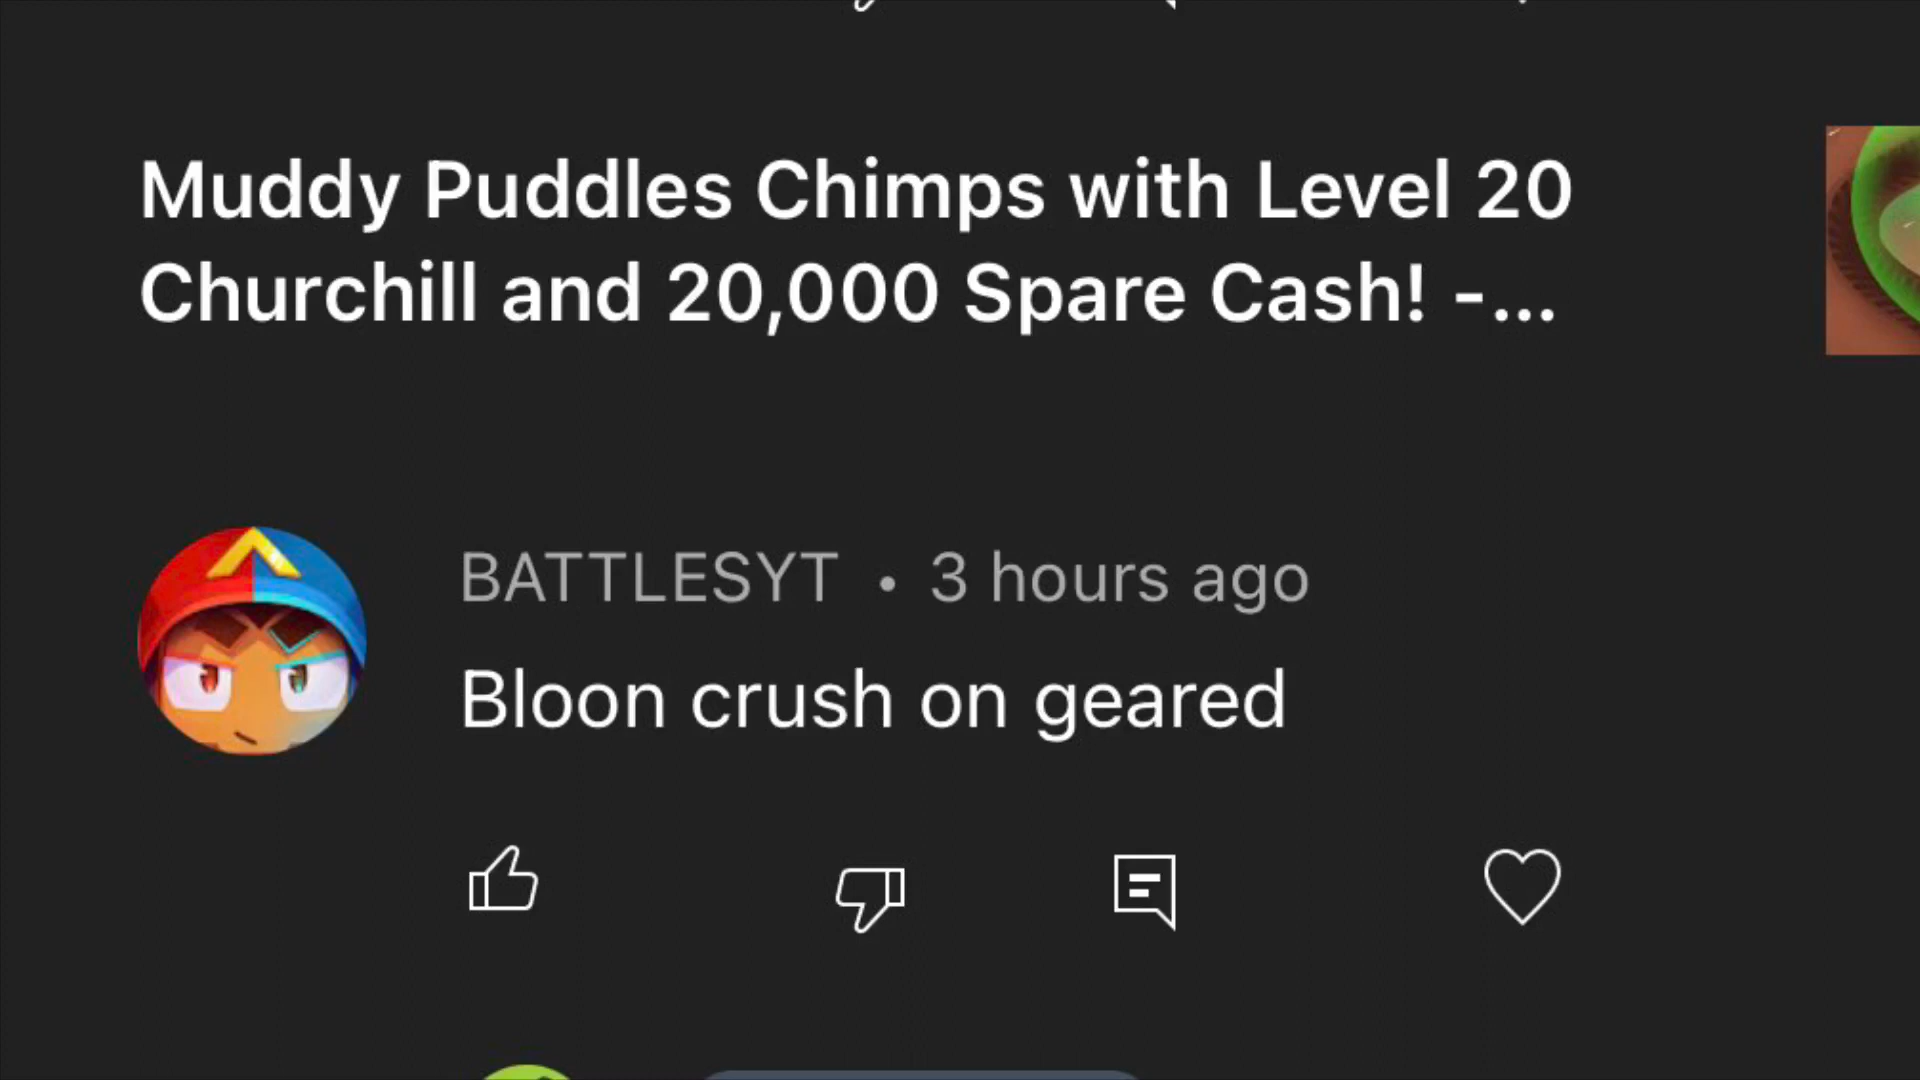 Muddy Puddles Chimps with Level 20
Churchill and 20,000 Spare Cash! -...
BATTLESYT • 3 hours ago
Bloon crush on geared